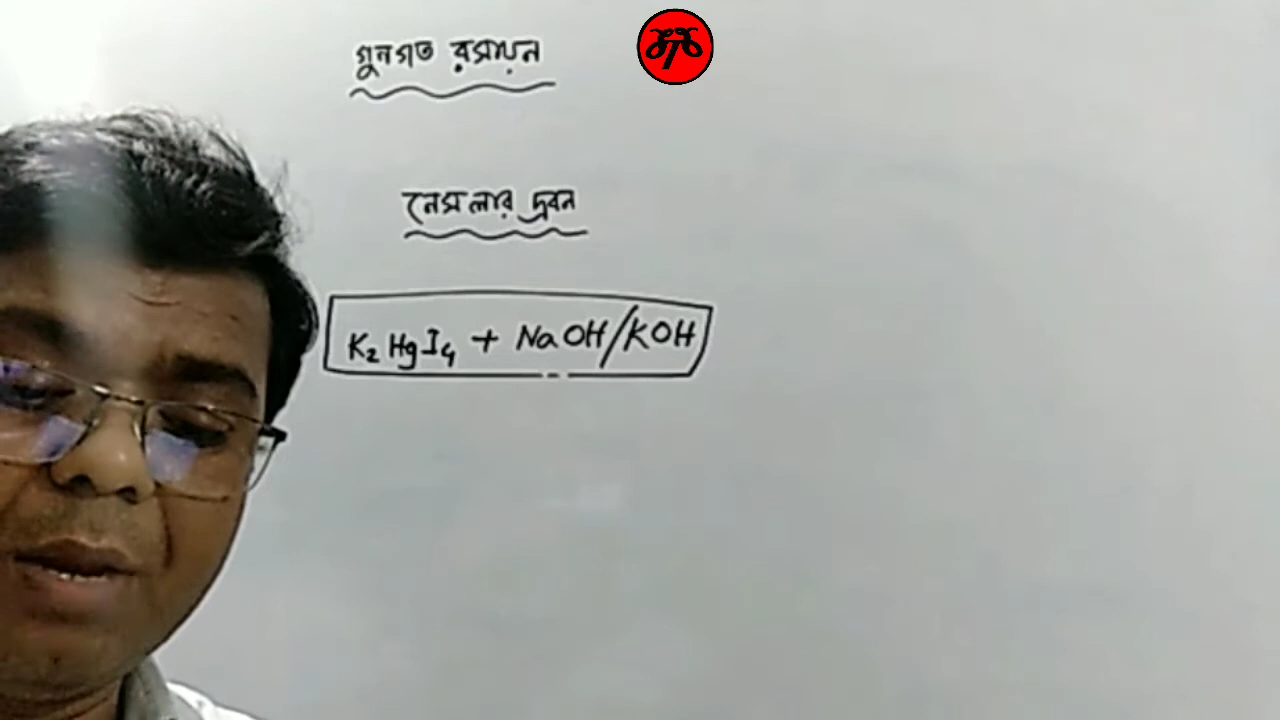 গুনগত রসায়ন
নেসলার দ্রবন
K₂HgI₄ + NaOH/KOH